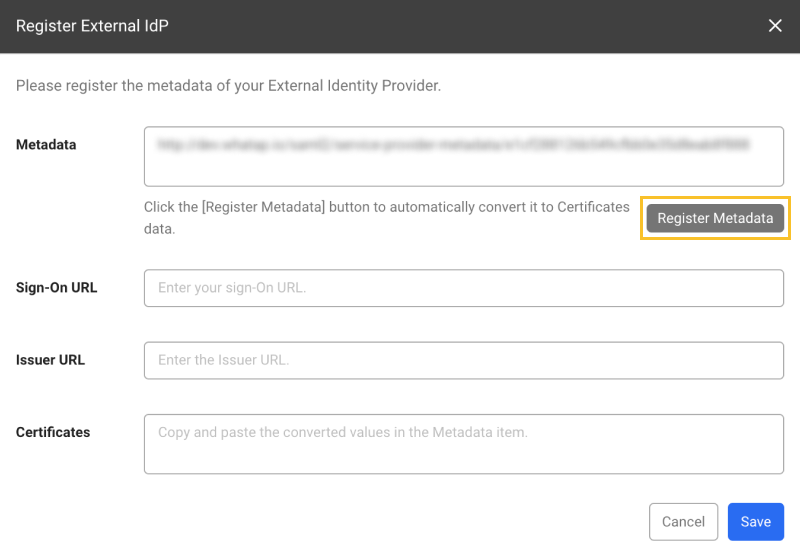 Register External IdP
Please register the metadata of your External Identity Provider.
Metadata
Click the [Register Metadata] button to automatically convert it to Certificates
data.
Register Metadata
Sign-On URL
Enter your sign-On URL.
Issuer URL
Enter the Issuer URL.
Certificates
Copy and paste the converted values in the Metadata item.
Cancel
Save